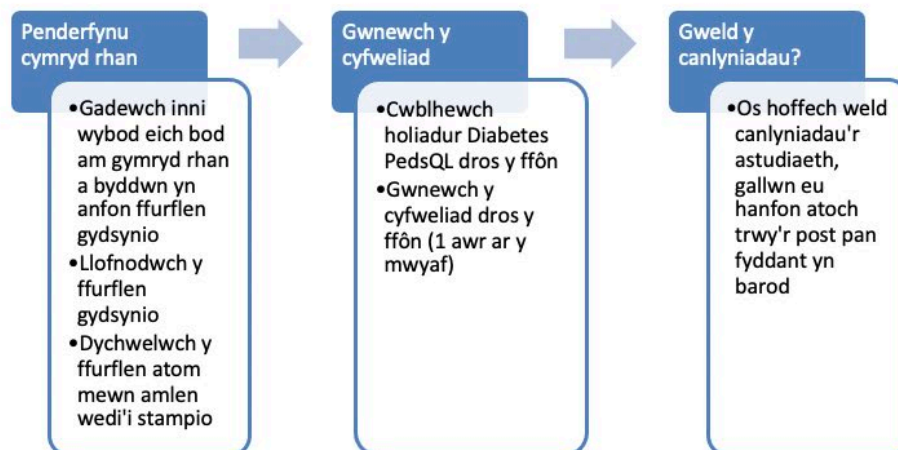 Penderfynu
cymryd rhan
•Gadewch inni
wybod eich bod
am gymryd rhan
a byddwn yn
anfon ffurflen
gydsynio
•Llofnodwch y
ffurflen
gydsynio
•Dychwelwch y
ffurflen atom
mewn amlen
wedi'i stampio
Gwnewch y
cyfweliad
•Cwblhewch
holiadur Diabetes
PedsQL dros y ffôn
•Gwnewch y
cyfweliad dros y
ffôn (1 awr ar y
mwyaf)
Gweld y
canlyniadau?
•Os hoffech weld
canlyniadau'r
astudiaeth,
gallwn eu
hanfon atoch
trwy'r post pan
fyddant yn
barod